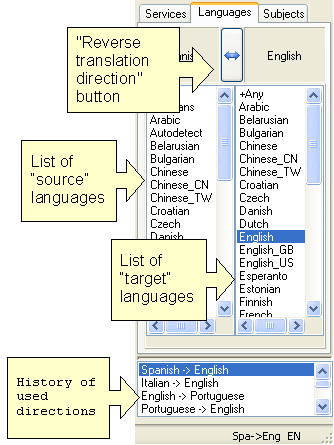 Services Languages Subjects
"Reverse
translation
direction"
button
English
+Any
Arabic
Belarusian
Bulgarian
Chinese
Chinese_CN
Chinese_TW
Croatian
Czech
Danish
Dutch
English
English_GB
English_US
Esperanto
Estonian
Finnish
French
Arabic
Autodetect
Belarusian
Bulgarian
Chinese
Chinese_CN
Chinese_TW
Croatian
Czech
Danish
List of
"source"
languages
List of
"target"
languages
History of
used
directions
Spanish -> English
Italian -> English
English -> Portuguese
Portuguese -> English
Spa->Eng EN